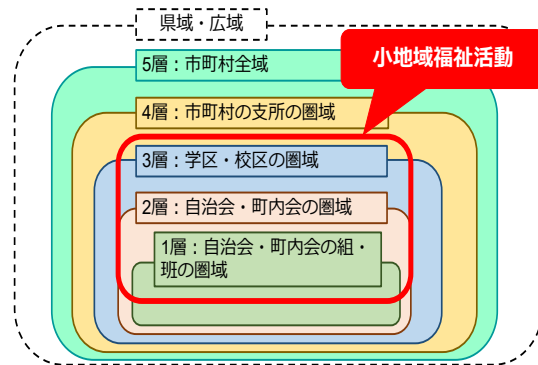 県域・広域
5層：市町村全域
小地域福祉活動
4層：市町村の支所の圏域
3層：学区・校区の圏域
2層：自治会・町内会の圏域
1層：自治会・町内会の組・
班の圏域